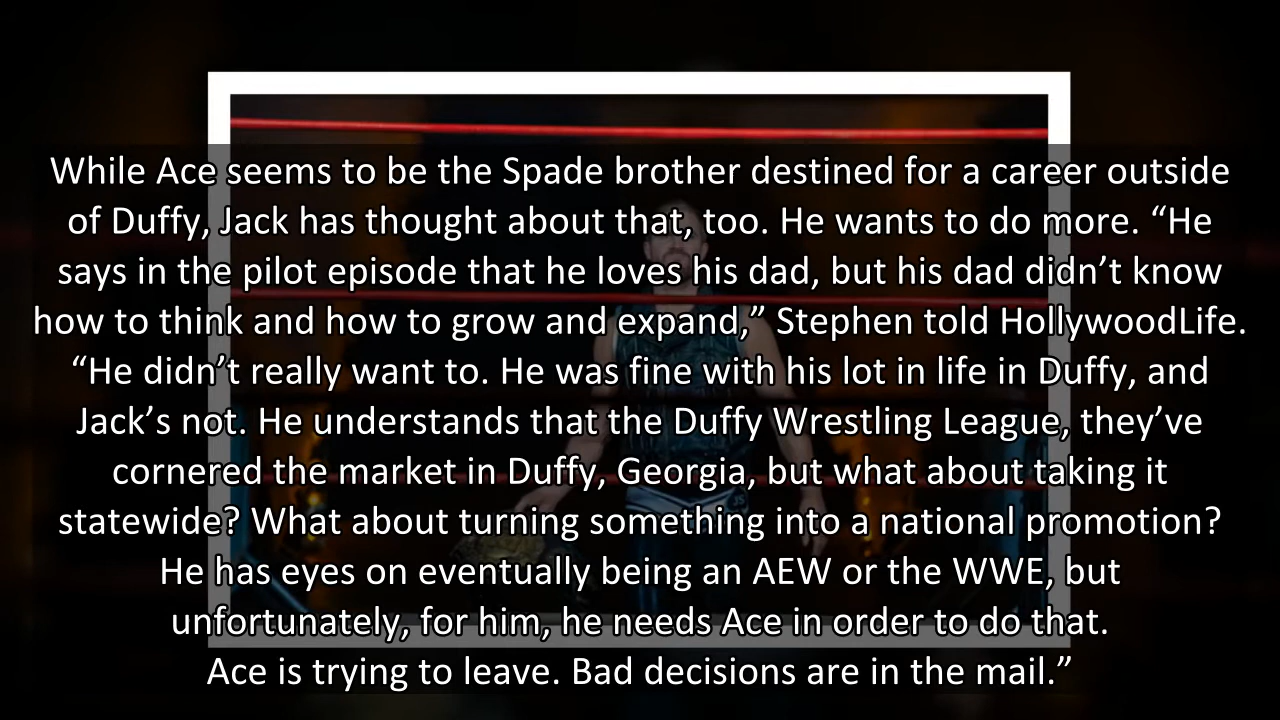 While Ace seems to be the Spade brother destined for a career outside
of Duffy, Jack has thought about that, too. He wants to do more. “He
says in the pilot episode that he loves his dad, but his dad didn’t know
how to think and how to grow and expand,” Stephen told HollywoodLife.
“He didn’t really want to. He was fine with his lot in life in Duffy, and
Jack’s not. He understands that the Duffy Wrestling League, they’ve
cornered the market in Duffy, Georgia, but what about taking it
statewide? What about turning something into a national promotion?
He has eyes on eventually being an AEW or the WWE, but
unfortunately, for him, he needs Ace in order to do that.
Ace is trying to leave. Bad decisions are in the mail.”
JS